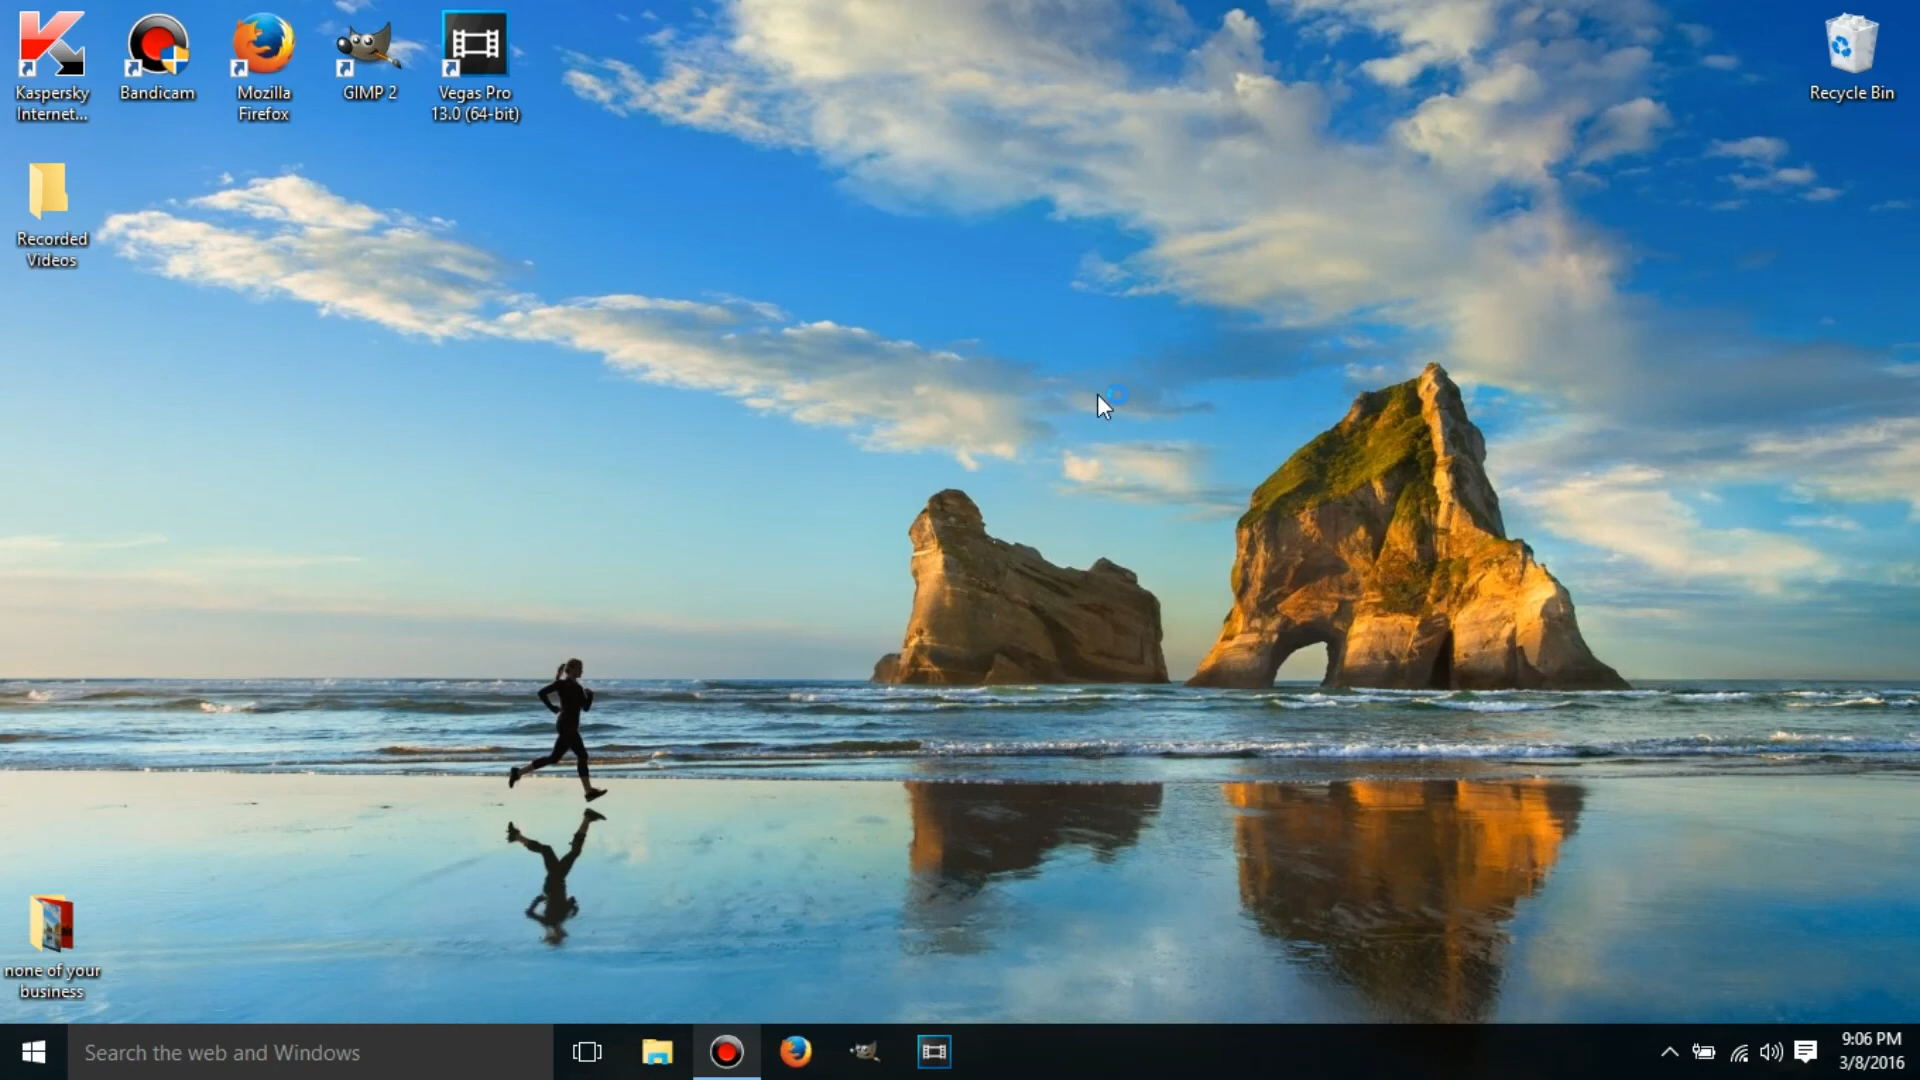 Kaspersky
Internet...
Bandicam
Mozilla
Firefox
GIMP 2
Vegas Pro
13.0 (64-bit)
Recycle Bin
Recorded
Videos
none of your
business
Search the web and Windows
9:06 PM
3/8/2016